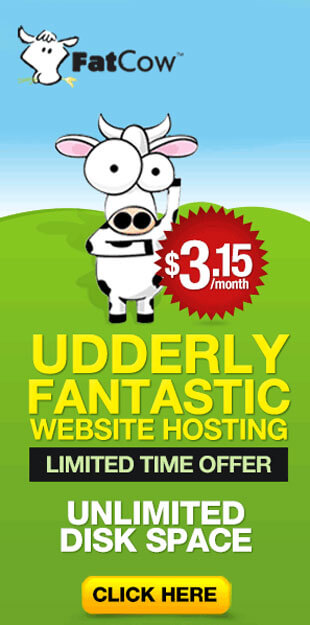 FatCow™
$3.15
/month
UDDERLY
FANTASTIC
WEBSITE HOSTING
LIMITED TIME OFFER
UNLIMITED
DISK SPACE
CLICK HERE